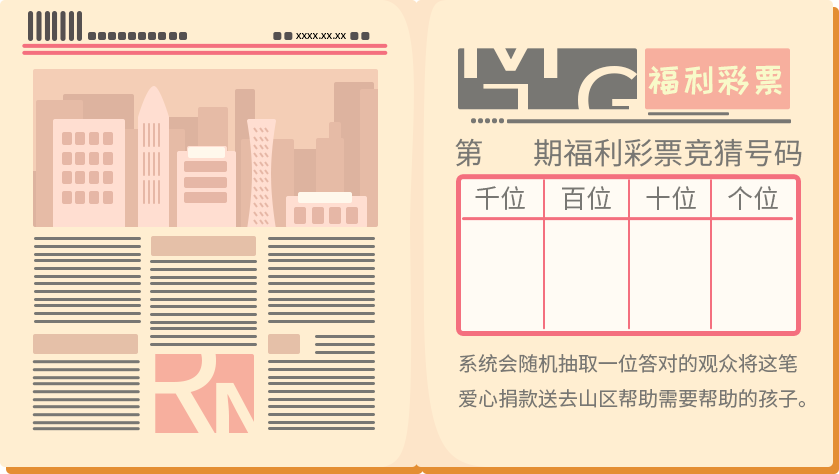 xxxx.xx.xx
RN
福利彩票
第 期福利彩票竞猜号码
千位 百位 十位 个位
系统会随机抽取一位答对的观众将这笔
爱心捐款送去山区帮助需要帮助的孩子。